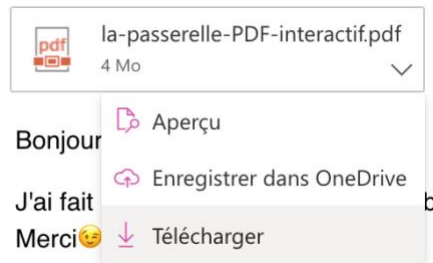 pdf
la-passerelle-PDF-interactif.pdf
4 Mo
Aperçu
Bonjour
Enregistrer dans OneDrive
J'ai fait
Merci😉
Télécharger